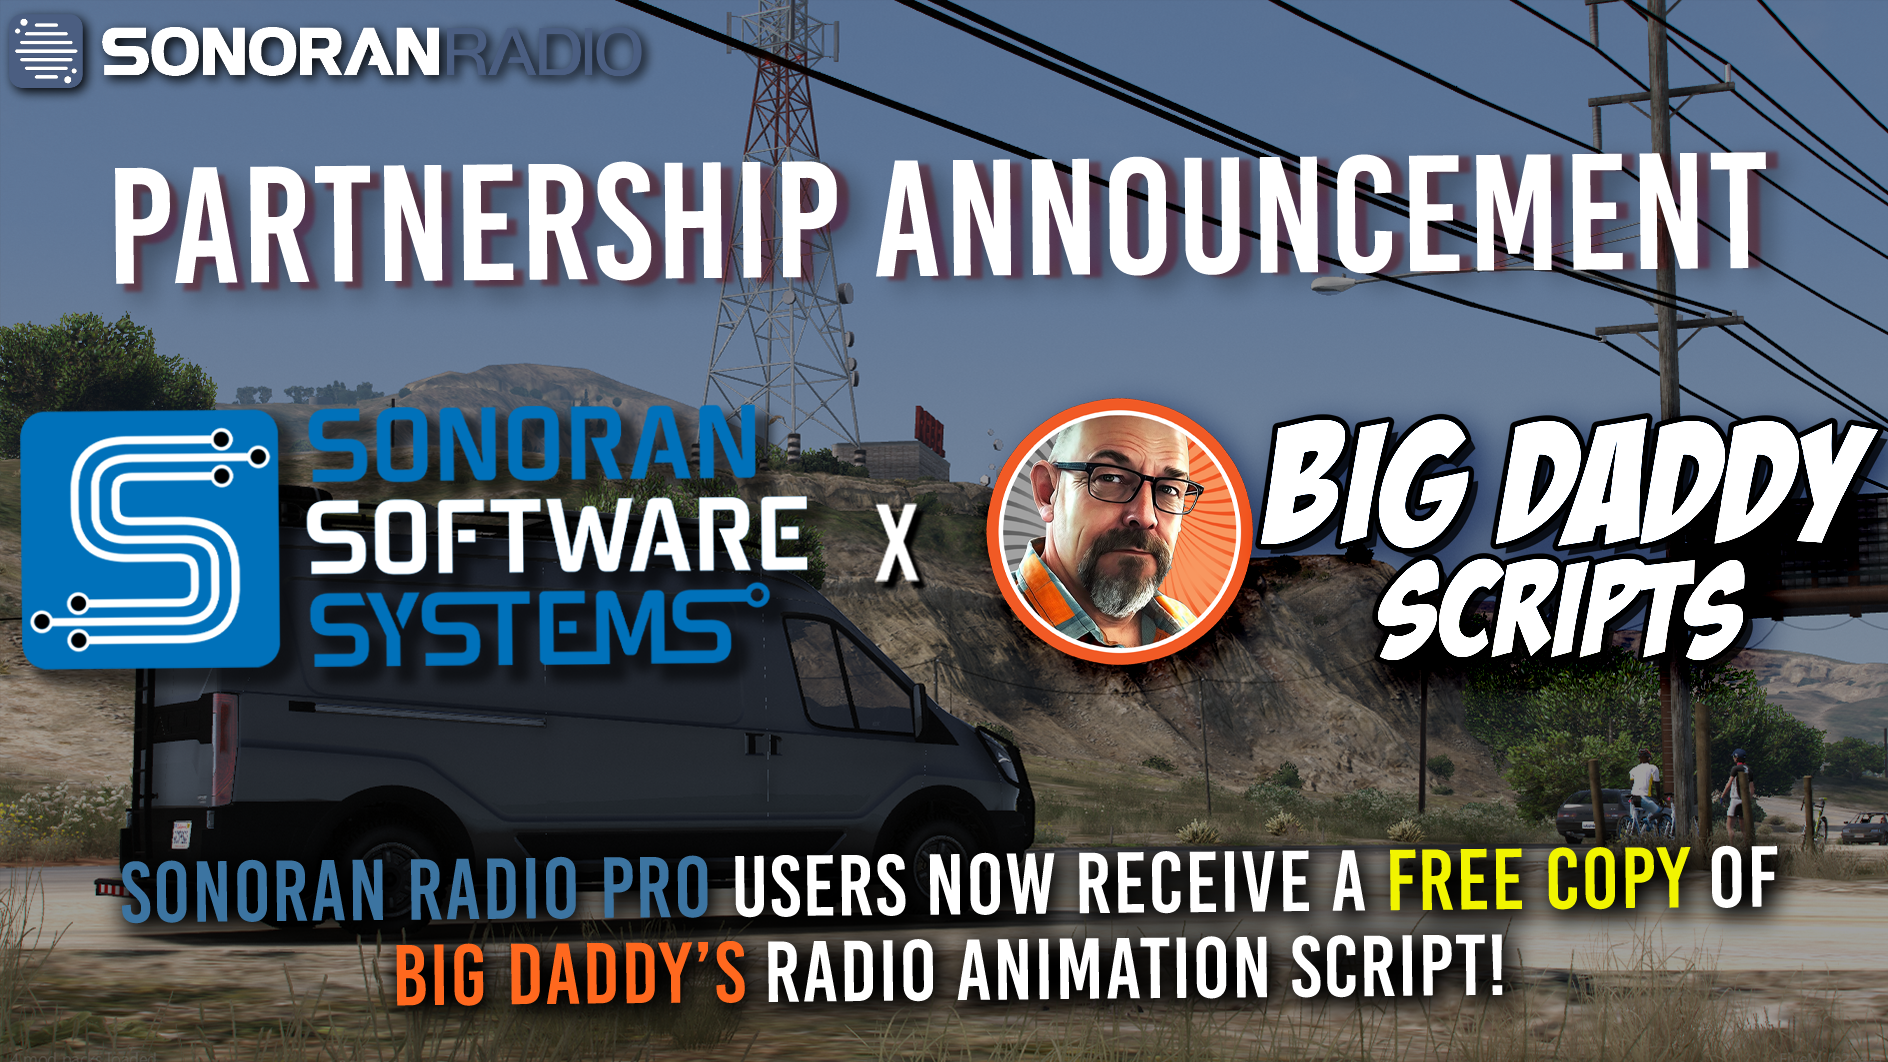 SONORANRADIO
PARTNERSHIP ANNOUNCEMENT
SONORAN
SOFTWARE
SYSTEMS
X
BIG DADDY
SCRIPTS
SONORAN RADIO PRO USERS NOW RECEIVE A FREE COPY OF
BIG DADDY'S RADIO ANIMATION SCRIPT!